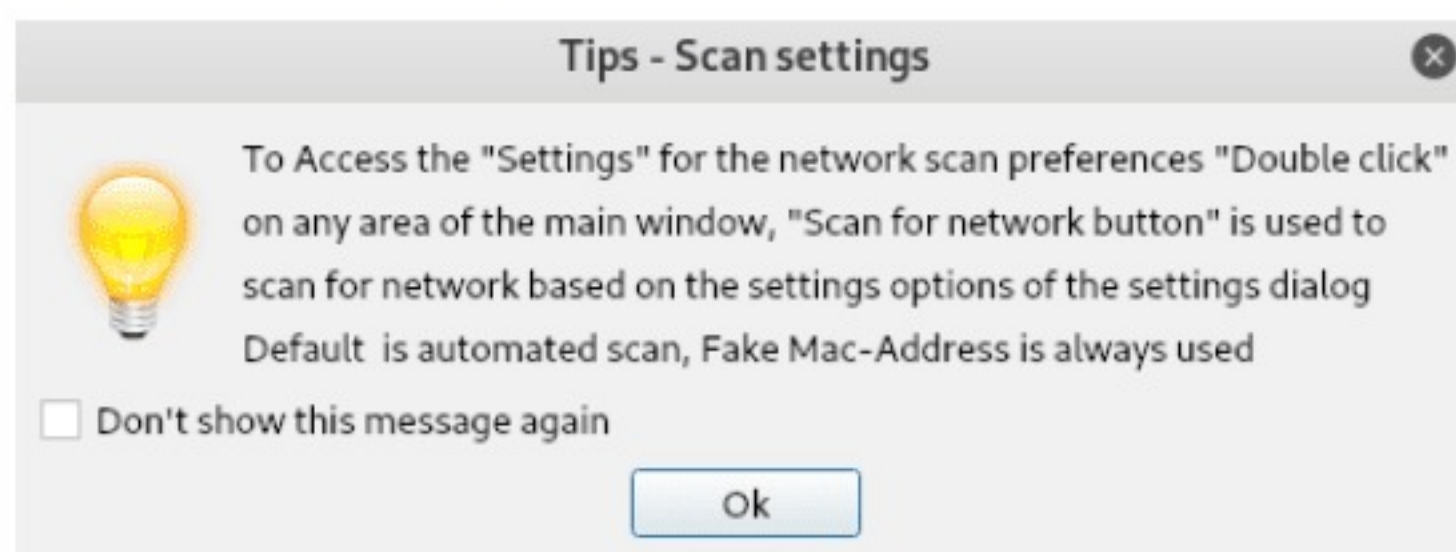 Tips - Scan settings
To Access the "Settings" for the network scan preferences "Double click"
on any area of the main window, "Scan for network button" is used to
scan for network based on the settings options of the settings dialog
Default  is automated scan, Fake Mac-Address is always used
Don't show this message again
Ok